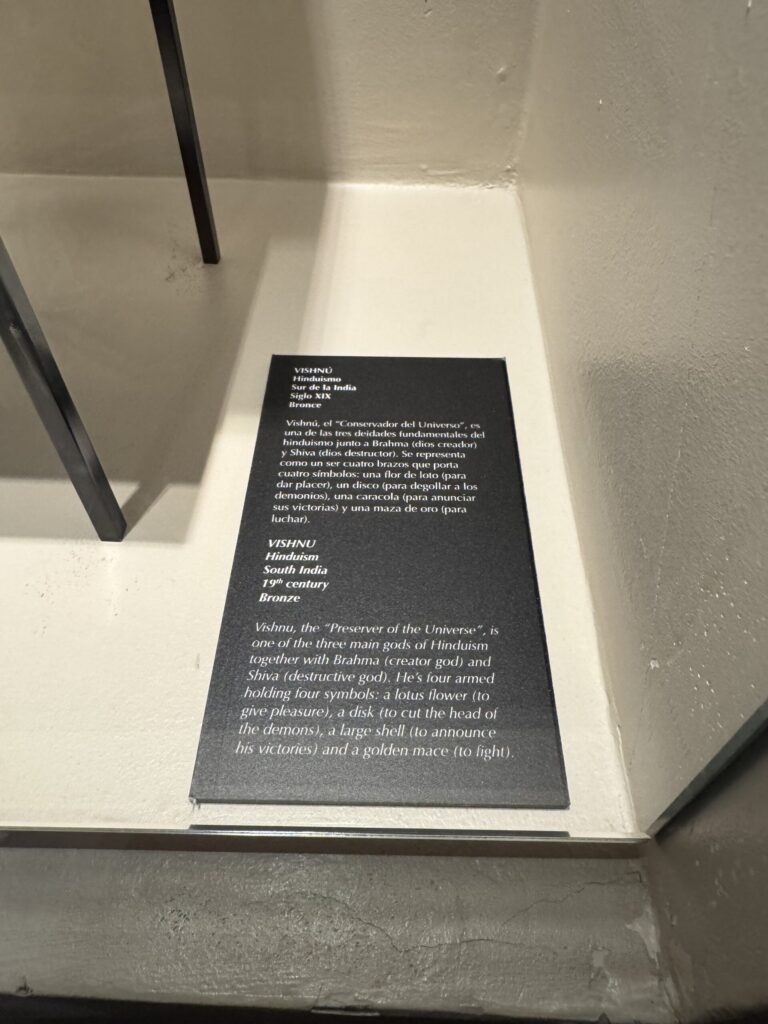 VISHNÚ
Hinduismo
Sur de la India
Siglo XIX
Bronce
Vishnú, el “Conservador del Universo”, es
una de las tres deidades fundamentales del
hinduismo junto a Brahma (dios creador)
y Shiva (dios destructor). Se representa
como un ser cuatro brazos que porta
cuatro símbolos: una flor de loto (para
dar placer), un disco (para degollar a los
demonios), una caracola (para anunciar
sus victorias) y una maza de oro (para
luchar).
VISHNU
Hinduism
South India
19th century
Bronze
Vishnu, the “Preserver of the Universe”, is
one of the three main gods of Hinduism
together with Brahma (creator god) and
Shiva (destructive god). He’s four armed
holding four symbols: a lotus flower (to
give pleasure), a disk (to cut the head of
the demons), a large shell (to announce
his victories) and a golden mace (to fight).